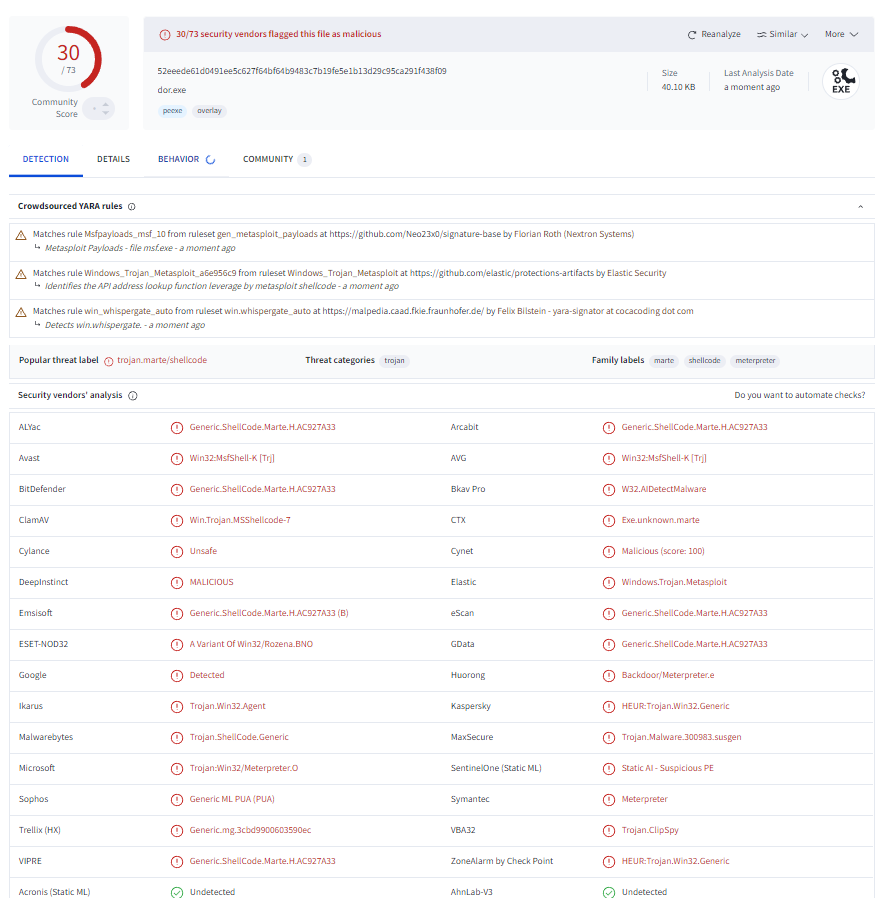 30
/ 73
Community
Score
30/73 security vendors flagged this file as malicious
Reanalyze
Similar
More
52eeede61d0491ee5c627f64bf64b9483c7b19fe5e1b13d29c95ca291f438f09
dor.exe
peexe overlay
Size
40.10 KB
Last Analysis Date
a moment ago
EXE
DETECTION DETAILS BEHAVIOR COMMUNITY 1
Crowdsourced YARA rules
Matches rule Msfpayloads_msf_10 from ruleset gen_metasploit_payloads at https://github.com/Neo23x0/signature-base by Florian Roth (Nextron Systems)
Metasploit Payloads - file msf.exe - a moment ago
Matches rule Windows_Trojan_Metasploit_a6e956c9 from ruleset Windows_Trojan_Metasploit at https://github.com/elastic/protections-artifacts by Elastic Security
Identifies the API address lookup function leverage by metasploit shellcode - a moment ago
Matches rule win_whispergate_auto from ruleset win.whispergate_auto at https://malpedia.caad.fkie.fraunhofer.de/ by Felix Bilstein - yara-signator at cocacoding dot com
Detects win.whispergate. - a moment ago
Popular threat label trojan.marte/shellcode Threat categories trojan Family labels marte shellcode meterpreter
Security vendors' analysis Do you want to automate checks?
ALYac Generic.ShellCode.Marte.H.AC927A33 Arcabit Generic.ShellCode.Marte.H.AC927A33
Avast Win32:MsfShell-K [Trj] AVG Win32:MsfShell-K [Trj]
BitDefender Generic.ShellCode.Marte.H.AC927A33 Bkav Pro W32.AIDetectMalware
ClamAV Win.Trojan.MSShellcode-7 CTX Exe.unknown.marte
Cylance Unsafe Cynet Malicious (score: 100)
DeepInstinct MALICIOUS Elastic Windows.Trojan.Metasploit
Emsisoft Generic.ShellCode.Marte.H.AC927A33 (B) eScan Generic.ShellCode.Marte.H.AC927A33
ESET-NOD32 A Variant Of Win32/Rozena.BNO GData Generic.ShellCode.Marte.H.AC927A33
Google Detected Huorong Backdoor/Meterpreter.e
Ikarus Trojan.Win32.Agent Kaspersky HEUR:Trojan.Win32.Generic
Malwarebytes Trojan.ShellCode.Generic MaxSecure Trojan.Malware.300983.susgen
Microsoft Trojan:Win32/Meterpreter.O SentinelOne (Static ML) Static AI - Suspicious PE
Sophos Generic ML PUA (PUA) Symantec Meterpreter
Trellix (HX) Generic.mg.3cbd9900603590ec VBA32 Trojan.ClipSpy
VIPRE Generic.ShellCode.Marte.H.AC927A33 ZoneAlarm by Check Point HEUR:Trojan.Win32.Generic
Acronis (Static ML) Undetected AhnLab-V3 Undetected